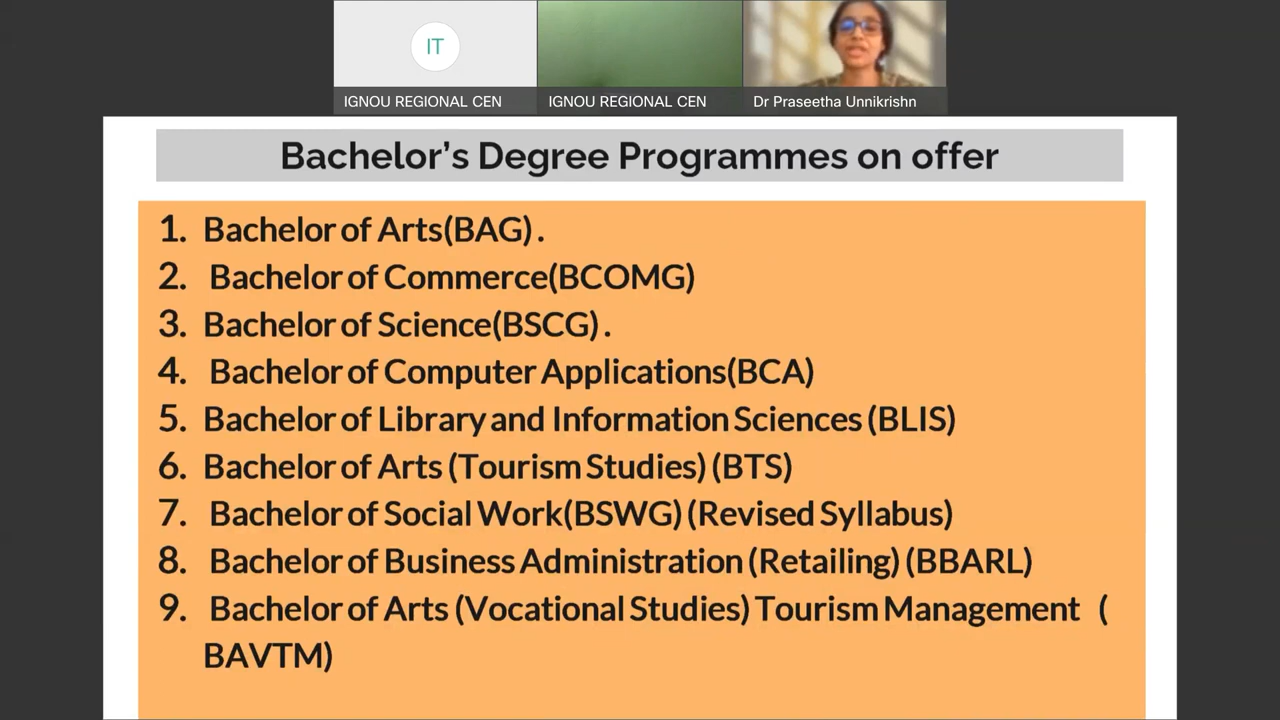 IT
IGNOU REGIONAL CEN
IGNOU REGIONAL CEN
Dr Praseetha Unnikrishn
Bachelor’s Degree Programmes on offer
1. Bachelor of Arts(BAG).
2. Bachelor of Commerce(BCOMG)
3. Bachelor of Science(BSCG).
4. Bachelor of Computer Applications(BCA)
5. Bachelor of Library and Information Sciences (BLIS)
6. Bachelor of Arts (Tourism Studies) (BTS)
7. Bachelor of Social Work(BSWG) (Revised Syllabus)
8. Bachelor of Business Administration (Retailing) (BBARL)
9. Bachelor of Arts (Vocational Studies) Tourism Management (
BAVTM)